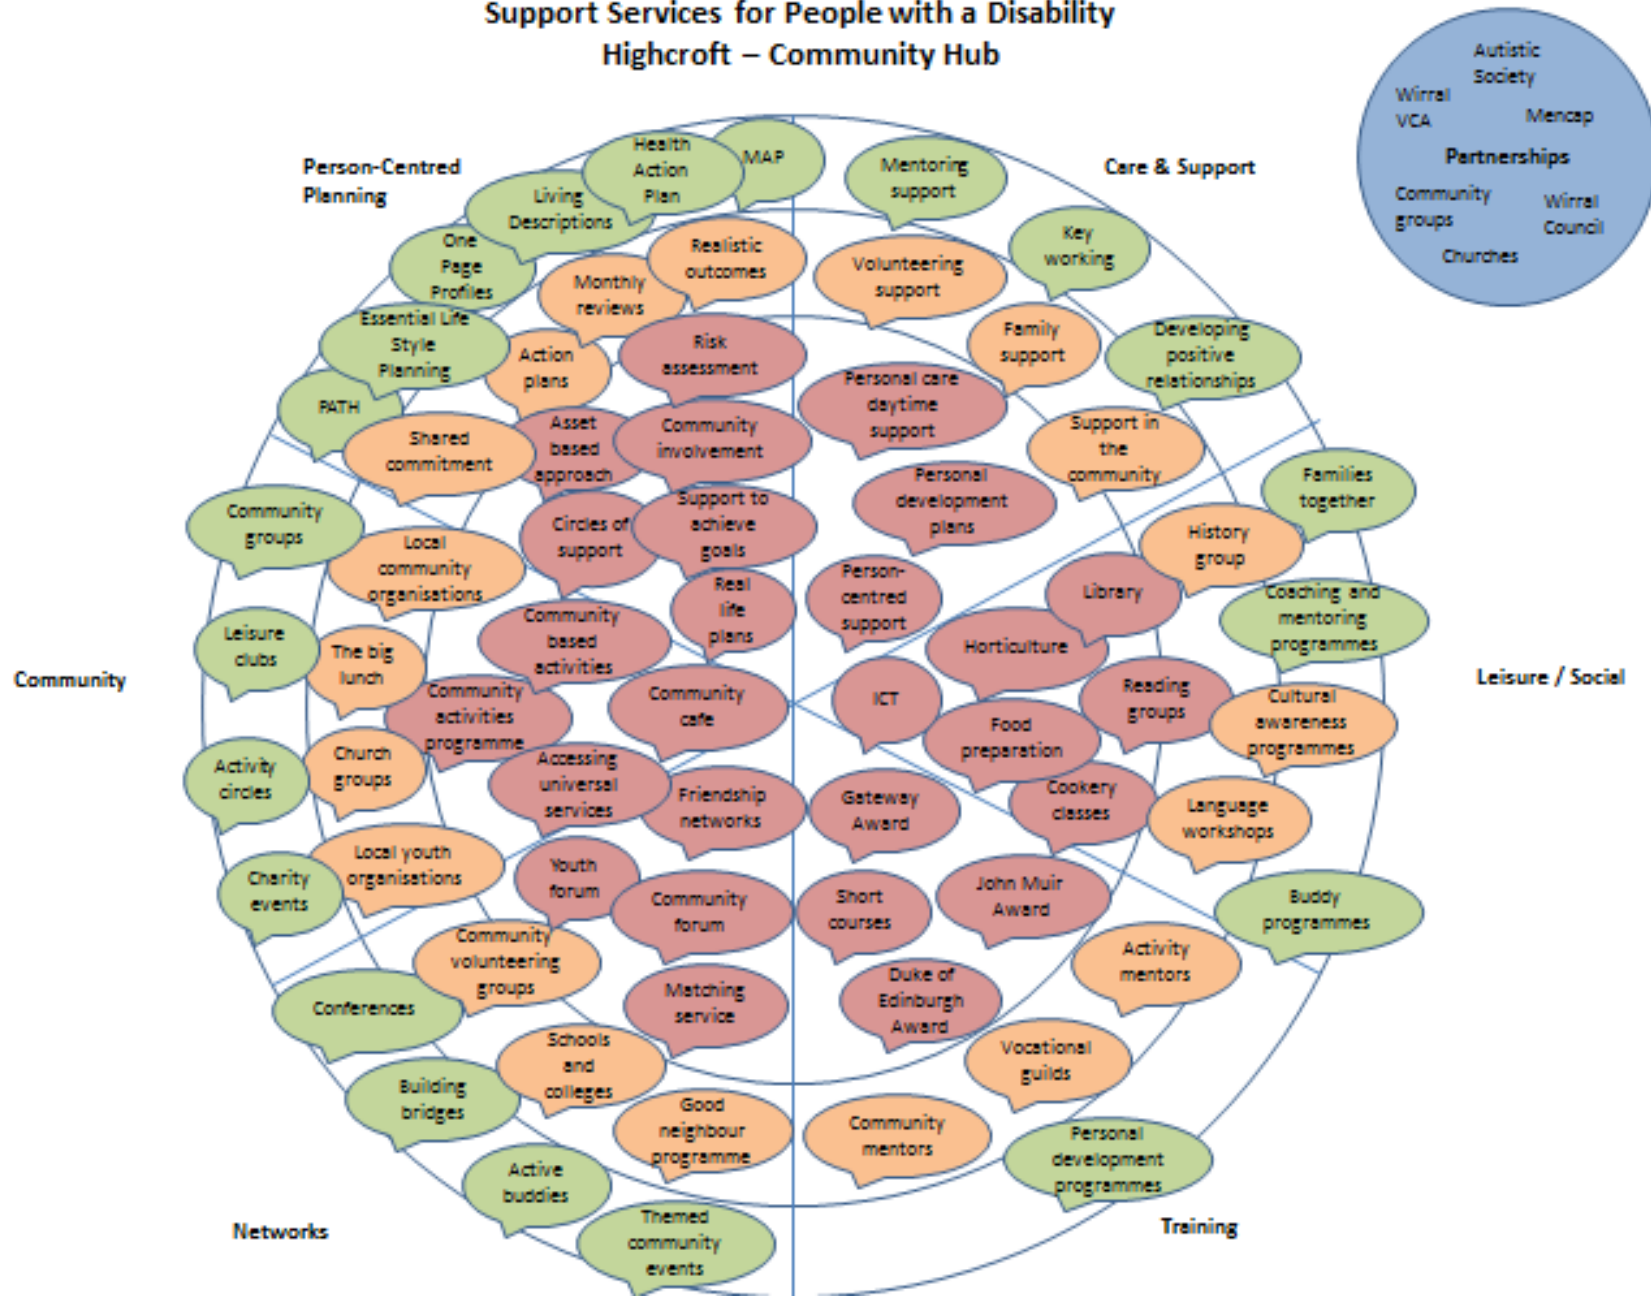 Support Services for People with a Disability
Highcroft – Community Hub
Autistic
Society
Wirral
VCA
Mencap
Partnerships
Community
groups
Wirral
Council
Churches
Person-Centred
Planning
Care & Support
Health
Action
Plan
MAP
Living
Descriptions
One
Page
Profiles
Essential Life
Style
Planning
PATH
Realistic
outcomes
Monthly
reviews
Action
plans
Shared
commitment
Risk
assessment
Asset
based
approach
Community
involvement
Circles of
support
Support to
achieve
goals
Real
life
plans
Mentoring
support
Key
working
Developing
positive
relationships
Volunteering
support
Family
support
Support in
the
community
Personal care
daytime
support
Personal
development
plans
Person-
centred
support
Community
Community
groups
Leisure
clubs
Activity
circles
Charity
events
Local
community
organisations
The big
lunch
Church
groups
Local youth
organisations
Community
based
activities
Community
activities
programme
Community
cafe
Accessing
universal
services
Leisure / Social
Families
together
Coaching and
mentoring
programmes
Buddy
programmes
History
group
Cultural
awareness
programmes
Language
workshops
Library
Horticulture
ICT
Reading
groups
Food
preparation
Cookery
classes
Networks
Friendship
networks
Youth
forum
Community
forum
Matching
service
Community
volunteering
groups
Schools
and
colleges
Good
neighbour
programme
Conferences
Building
bridges
Active
buddies
Themed
community
events
Training
Gateway
Award
Short
courses
John Muir
Award
Duke of
Edinburgh
Award
Activity
mentors
Vocational
guilds
Community
mentors
Personal
development
programmes